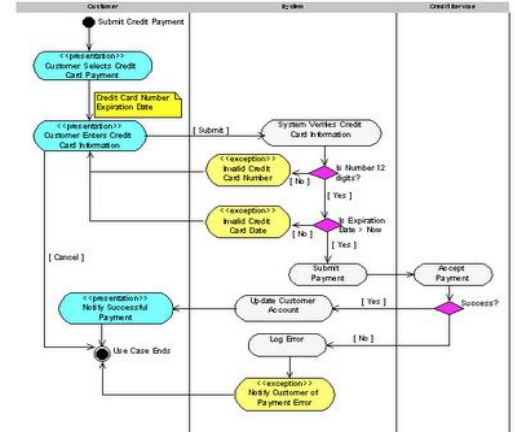 Customer
System
Credit Service
Submit Credit Payment
<<presentation>>
Customer Selects Credit
Card Payment
Credit Card Number
Expiration Date
<<presentation>>
Customer Enters Credit
Card Information
[ Submit ]
System Verifies Credit
Card Information
<<exception>>
Invalid Credit
Card Number
[ No ]
Is Number 12
digits?
[ Yes ]
<<exception>>
Invalid Credit
Card Date
[ No ]
Is Expiration
Date > Now
[ Yes ]
[ Cancel ]
Submit
Payment
Accept
Payment
<<presentation>>
Notify Successful
Payment
Update Customer
Account
[ Yes ]
Success?
Use Case Ends
Log Error
[ No ]
<<exception>>
Notify Customer of
Payment Error